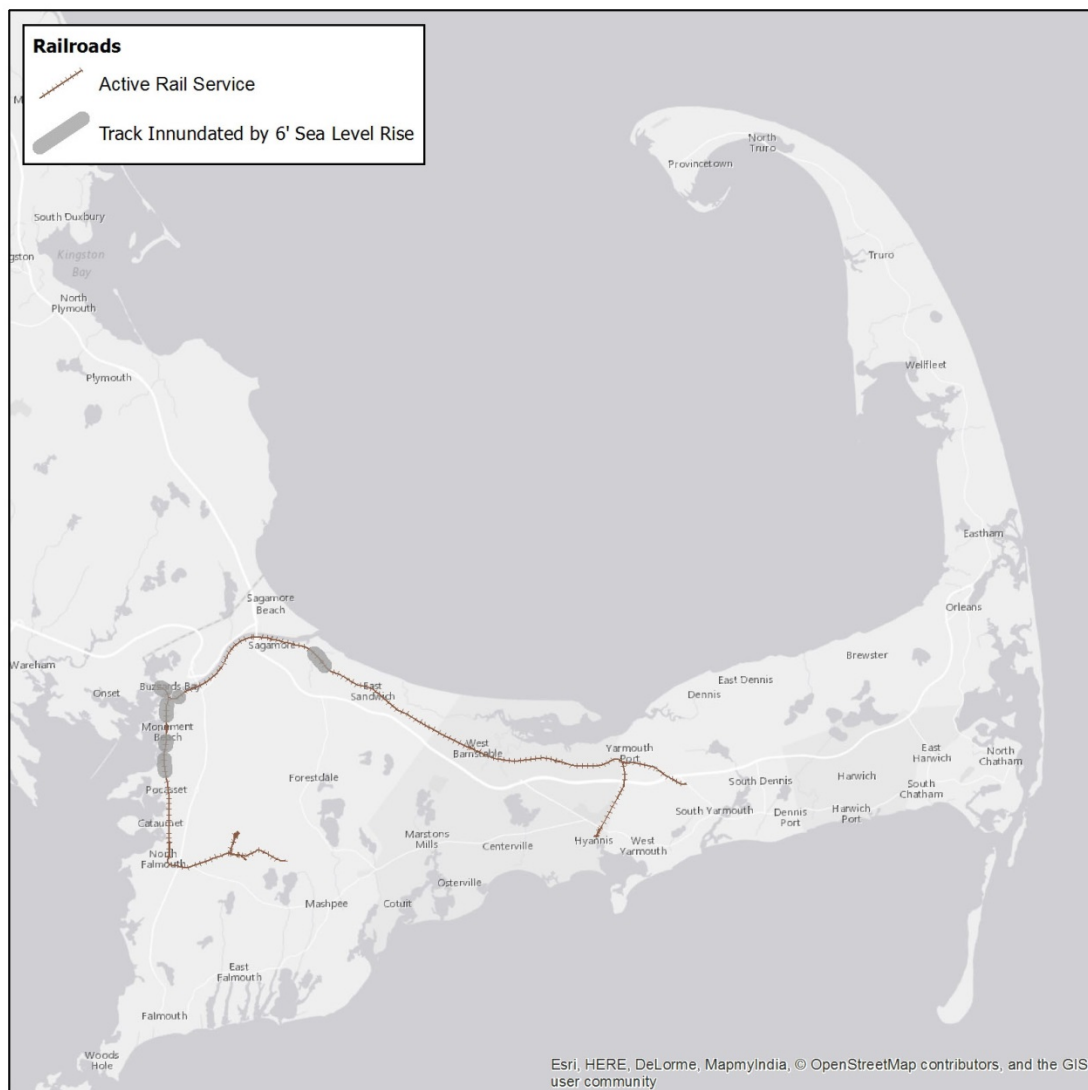 Railroads
Active Rail Service
Track Innundated by 6' Sea Level Rise
M
North
Truro
Provincetown
South Duxbury
Kingston
Bay
gston
Truro
North
Plymouth
Wellfleet
Plymouth
Eastham
Sagamore
Beach
Orleans
Sagamore
Brewster
Wareham
East Dennis
Onset
Buzzards Bay
East
Sandwich
Dennis
Monument
Beach
West
Barnstable
Yarmouth
Port
East
Harwich
North
Chatham
Forestdale
South Dennis
Harwich
Pocasset
South
Chatham
South Yarmouth
Dennis
Port
Harwich
Port
Cataumet
Marstons
Mills
Centerville
Hyannis
West
Yarmouth
North
Falmouth
Osterville
Mashpee
Cotuit
East
Falmouth
Falmouth
Woods
Hole
Esri, HERE, DeLorme, MapmyIndia, © OpenStreetMap contributors, and the GIS
user community